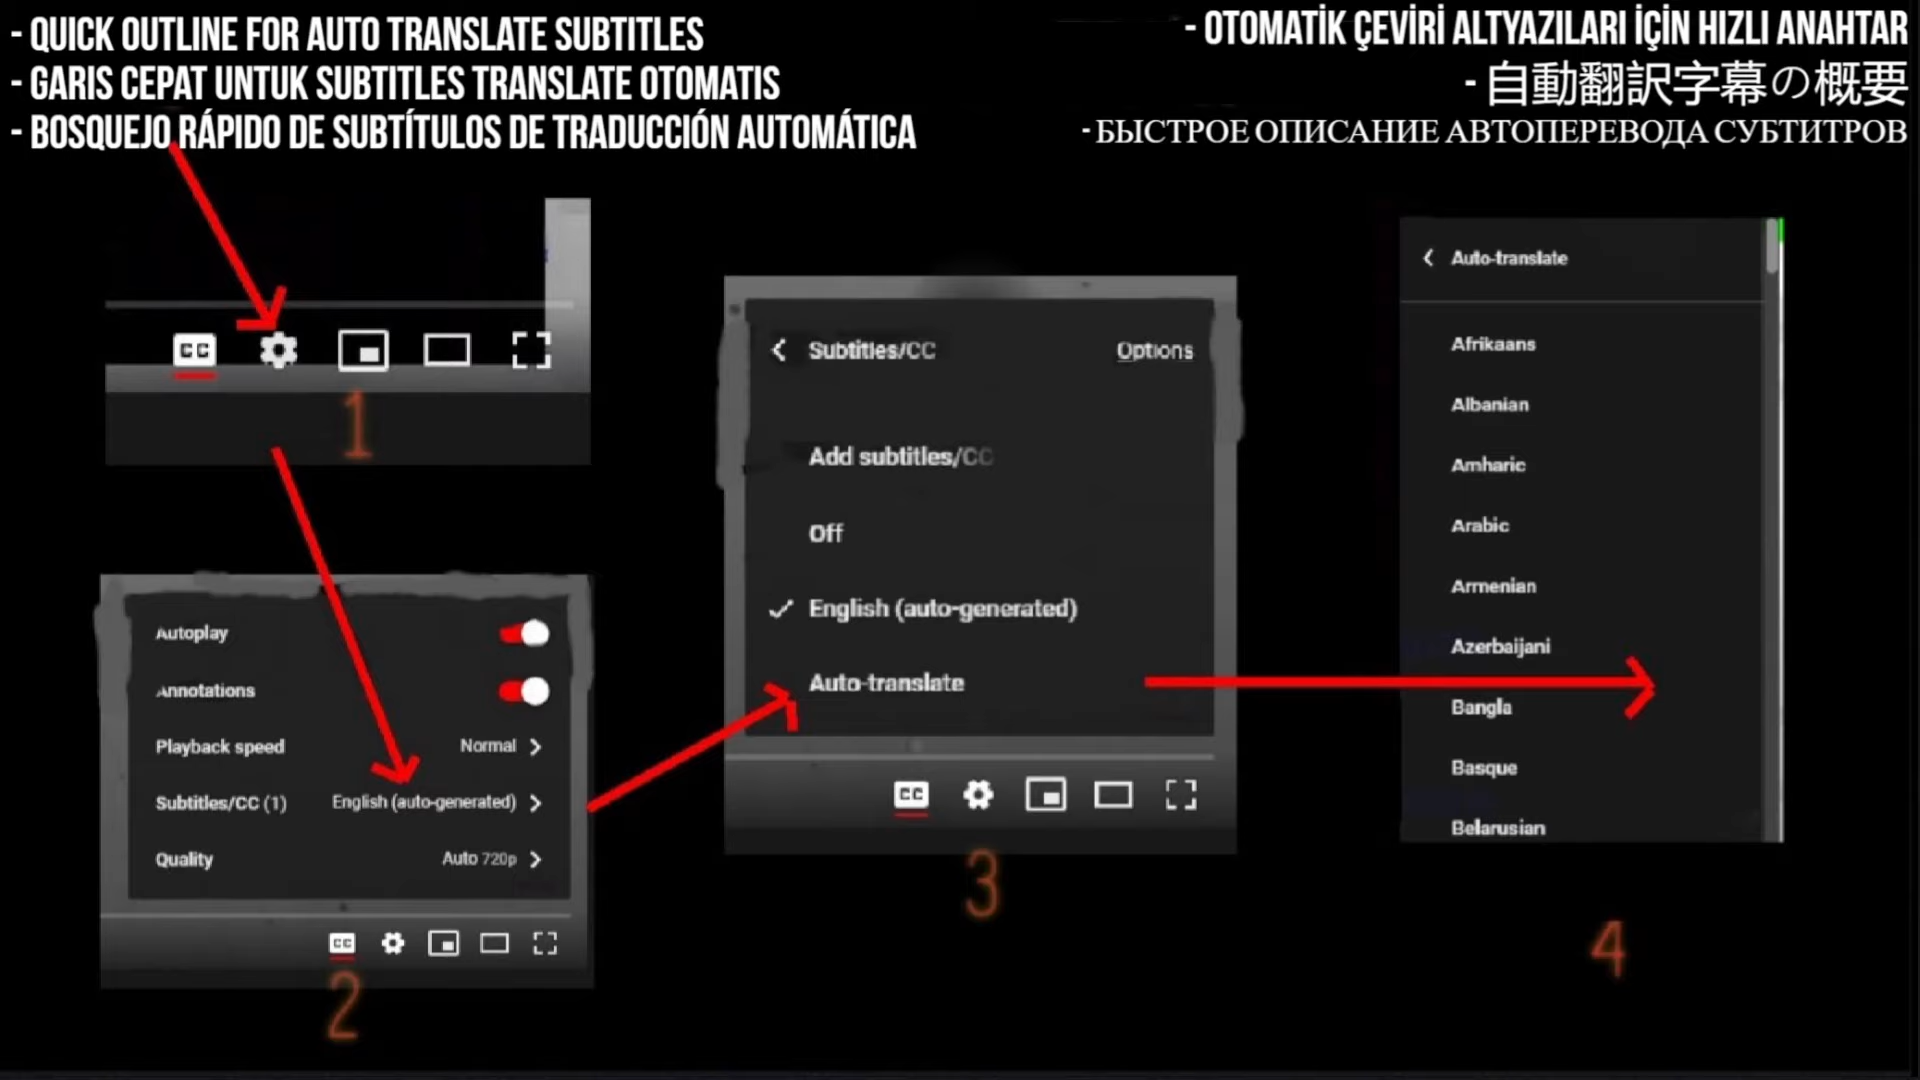 - QUICK OUTLINE FOR AUTO TRANSLATE SUBTITLES
- GARIS CEPAT UNTUK SUBTITLES TRANSLATE OTOMATIS
- BOSQUEJO RÁPIDO DE SUBTÍTULOS DE TRADUCCIÓN AUTOMÁTICA
- OTOMATİK ÇEVİRİ ALTYAZILARI İÇİN HIZLI ANAHTAR
- 自動翻訳字幕の概要
- БЫСТРОЕ ОПИСАНИЕ АВТОПЕРЕВОДА СУБТИТРОВ
CC
1
Autoplay
Annotations
Playback speed Normal
Subtitles/CC (1) English (auto-generated)
Quality Auto 720p
CC
2
Subtitles/CC Options
Add subtitles/CC
Off
English (auto-generated)
Auto-translate
CC
3
Auto-translate
Afrikaans
Albanian
Amharic
Arabic
Armenian
Azerbaijani
Bangla
Basque
Belarusian
4